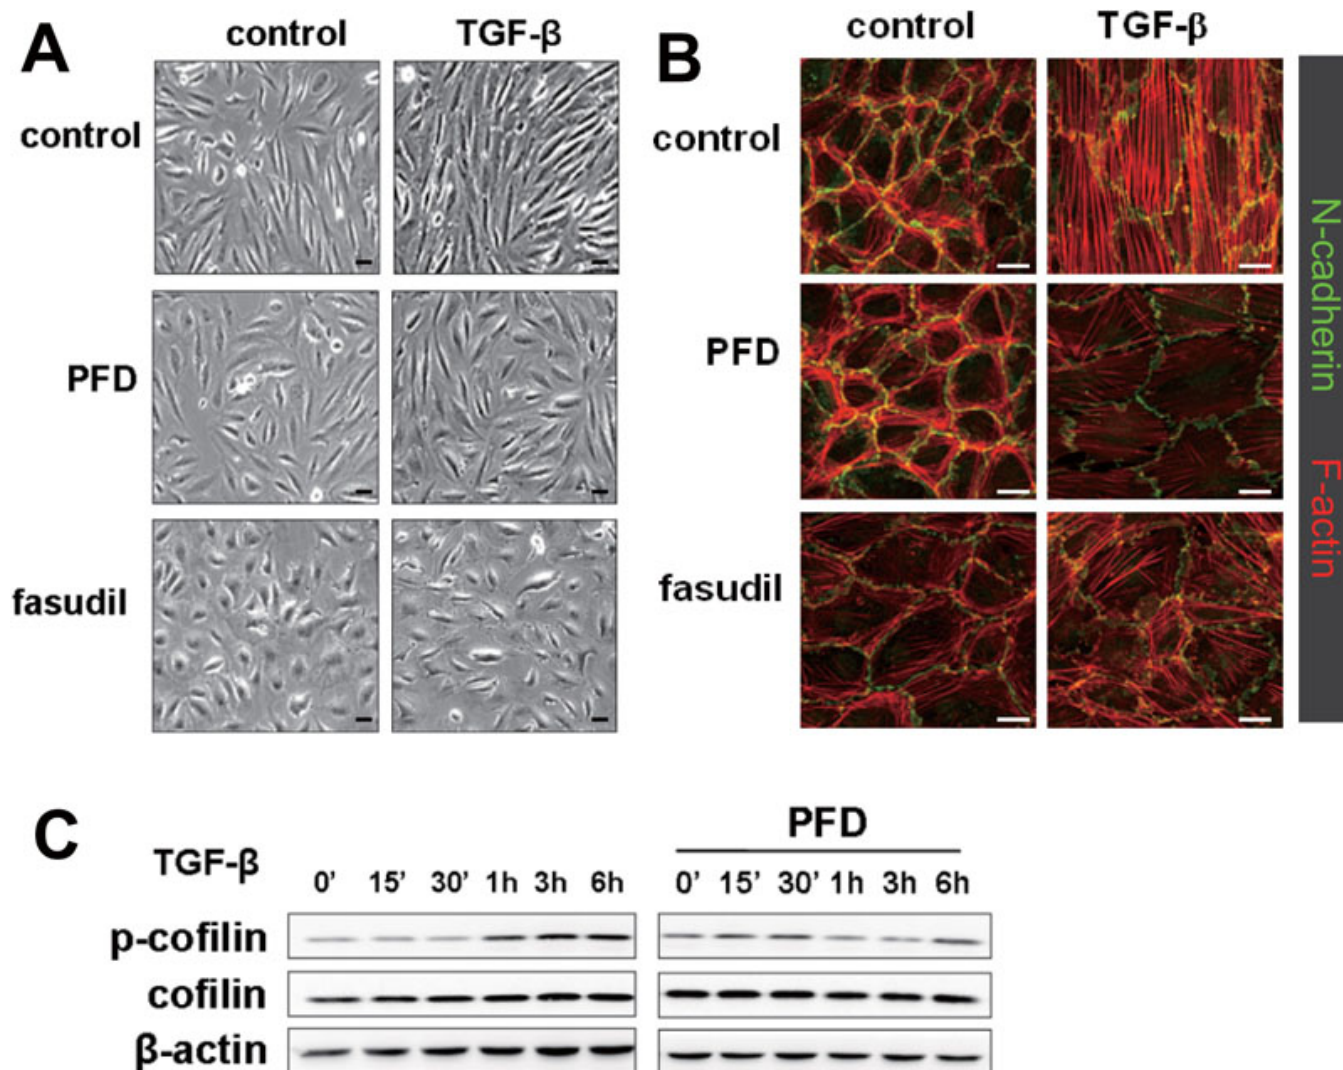 A
control TGF-β
control
PFD
fasudil
B
control TGF-β
control
PFD
fasudil
N-cadherin F-actin
C
PFD
TGF-β 0’ 15’ 30’ 1h 3h 6h 0’ 15’ 30’ 1h 3h 6h
p-cofilin
cofilin
β-actin